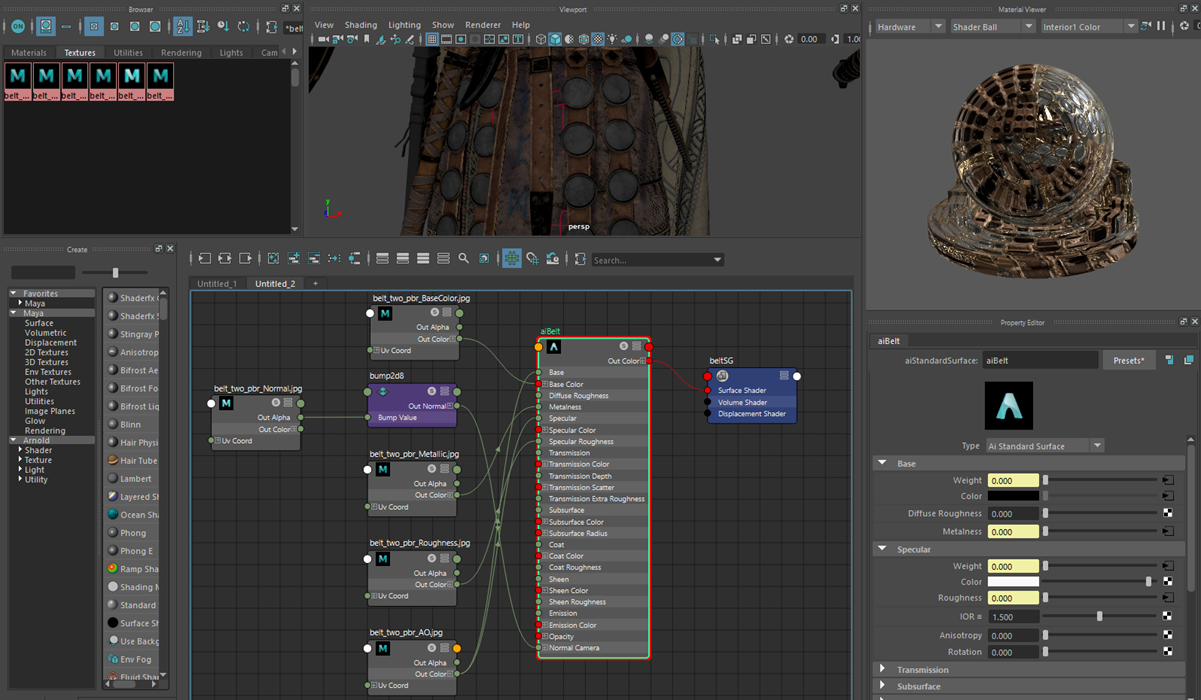 Browser
ON
*belt
Materials Textures Utilities Rendering Lights Cam
belt_... belt_... belt_... belt_... belt_... belt_...
Viewport
View Shading Lighting Show Renderer Help
0.00 1.00
persp
Material Viewer
Hardware Shader Ball Interior1 Color
Create
Favorites
Maya
Maya
Surface
Volumetric
Displacement
2D Textures
3D Textures
Env Textures
Other Textures
Lights
Utilities
Image Planes
Glow
Rendering
Arnold
Shader
Texture
Light
Utility
Shaderfx
Shaderfx S
Stingray P
Anisotrop
Bifrost Ae
Bifrost Fo
Bifrost Liq
Blinn
Hair Physi
Hair Tube
Lambert
Layered Sh
Ocean Sha
Phong
Phong E
Ramp Sha
Shading M
Standard
Surface Sh
Use Backg
Env Fog
Fluid Sha
Search...
Untitled_1 Untitled_2 +
belt_two_pbr_BaseColor.jpg
Out Alpha
Out Color
Uv Coord
bump2d8
Out Normal
Bump Value
belt_two_pbr_Normal.jpg
Out Alpha
Out Color
Uv Coord
belt_two_pbr_Metallic.jpg
Out Alpha
Out Color
Uv Coord
belt_two_pbr_Roughness.jpg
Out Alpha
Out Color
Uv Coord
belt_two_pbr_AO.jpg
Out Alpha
Out Color
Uv Coord
aiBelt
Out Color
Base
Base Color
Diffuse Roughness
Metalness
Specular
Specular Color
Specular Roughness
Transmission
Transmission Color
Transmission Depth
Transmission Scatter
Transmission Extra Roughness
Subsurface
Subsurface Color
Subsurface Radius
Coat
Coat Color
Coat Roughness
Sheen
Sheen Color
Sheen Roughness
Emission
Emission Color
Opacity
Normal Camera
beltSG
Surface Shader
Volume Shader
Displacement Shader
Property Editor
aiBelt
aiStandardSurface: aiBelt Presets*
Type Ai Standard Surface
Base
Weight 0.000
Color
Diffuse Roughness 0.000
Metalness 0.000
Specular
Weight 0.000
Color
Roughness 0.000
IOR = 1.500
Anisotropy 0.000
Rotation 0.000
Transmission
Subsurface